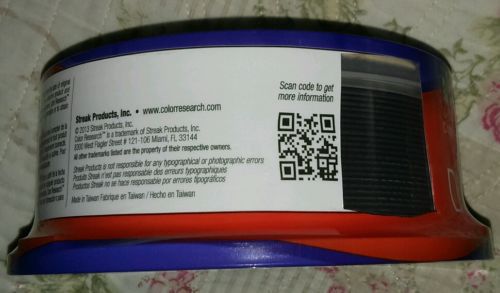 Streak Products, Inc. • www.colorresearch.com
© 2013 Streak Products, Inc.
Color Research™ is a trademark of Streak Products, Inc.
8300 West Flagler Street # 121-106 Miami, FL 33144
All other trademarks listed are the property of their respective owners.
Streak Products is not responsible for any typographical or photographic errors
Produits Streak n'est pas responsable des erreurs typographiques
Productos Streak no se hace responsable por errores tipográficos
Made in Taiwan Fabrique en Taiwan / Hecho en Taiwan
Scan code to get
more information